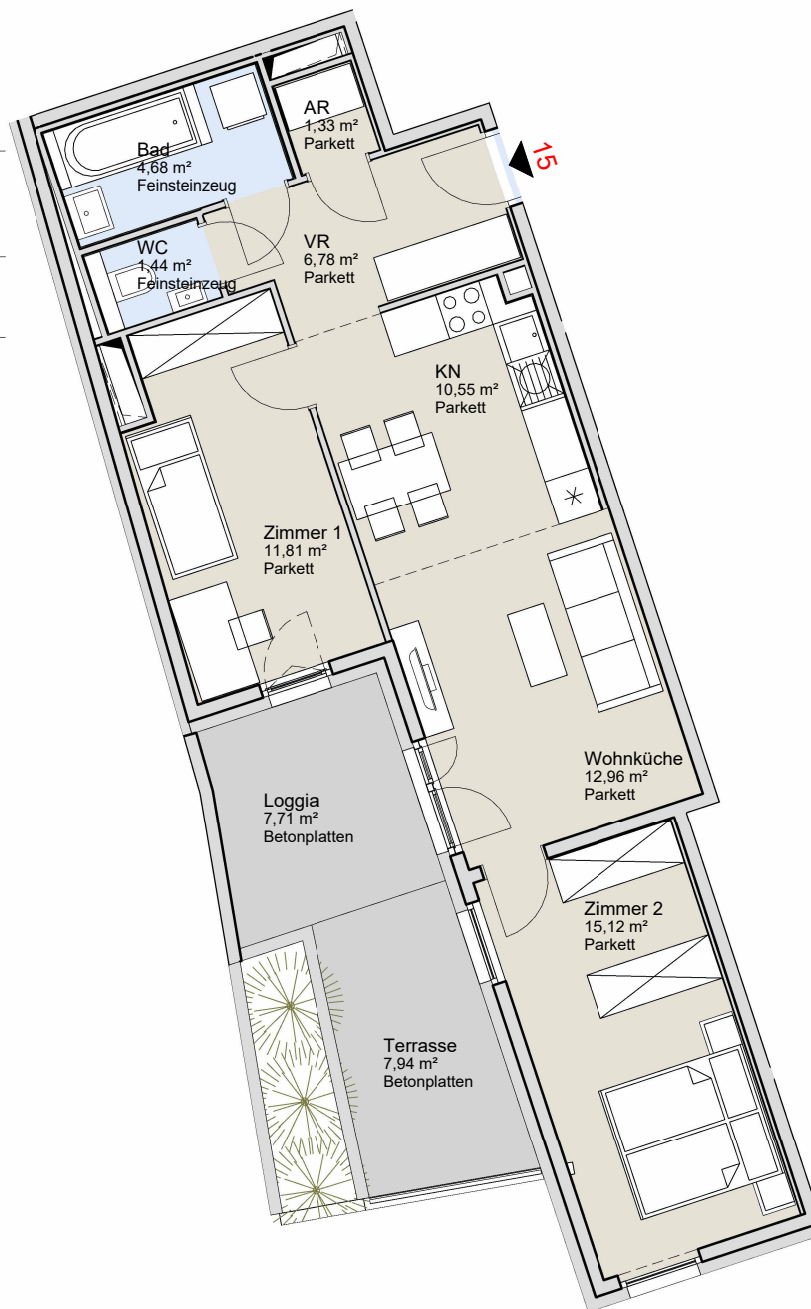 AR
1,33 m²
Parkett
15
Bad
4,68 m²
Feinsteinzeug
WC
1,44 m²
Feinsteinzeug
VR
6,78 m²
Parkett
KN
10,55 m²
Parkett
Zimmer 1
11,81 m²
Parkett
Wohnküche
12,96 m²
Parkett
Loggia
7,71 m²
Betonplatten
Zimmer 2
15,12 m²
Parkett
Terrasse
7,94 m²
Betonplatten